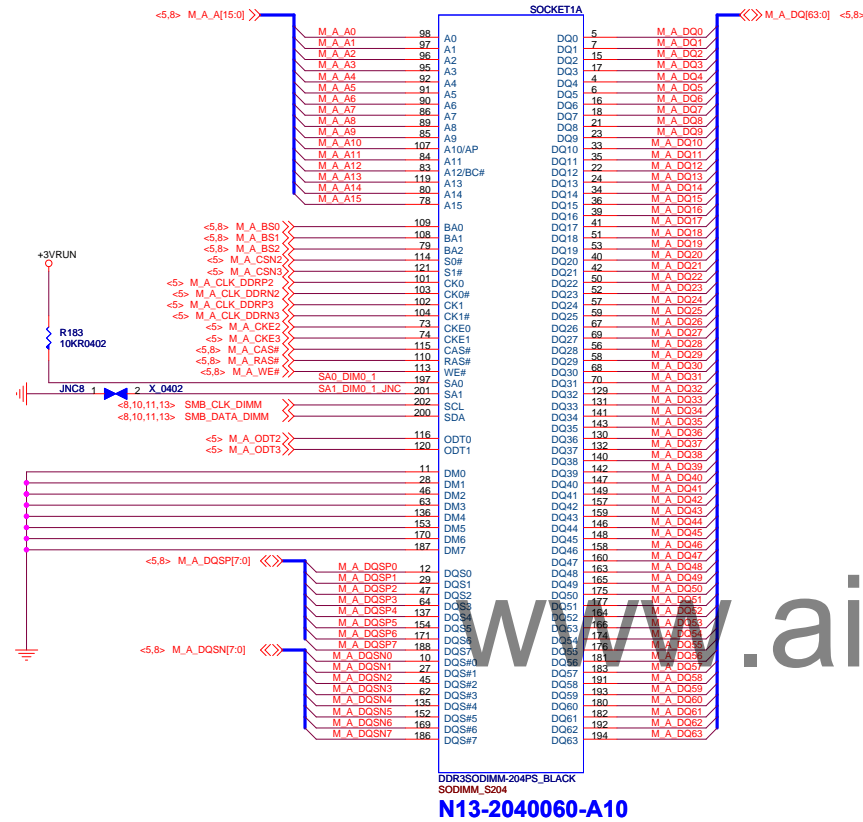 SOCKET1A
<5,8> M_A_A[15:0]
M_A_A0 98 A0
M_A_A1 97 A1
M_A_A2 96 A2
M_A_A3 95 A3
M_A_A4 92 A4
M_A_A5 91 A5
M_A_A6 90 A6
M_A_A7 86 A7
M_A_A8 89 A8
M_A_A9 85 A9
M_A_A10 107 A10/AP
M_A_A11 84 A11
M_A_A12 83 A12/BC#
M_A_A13 119 A13
M_A_A14 80 A14
M_A_A15 78 A15
<5,8> M_A_BS0 109 BA0
<5,8> M_A_BS1 108 BA1
<5,8> M_A_BS2 79 BA2
<5> M_A_CSN2 114 S0#
<5> M_A_CSN3 121 S1#
<5> M_A_CLK_DDRP2 101 CK0
<5> M_A_CLK_DDRN2 103 CK0#
<5> M_A_CLK_DDRP3 102 CK1
<5> M_A_CLK_DDRN3 104 CK1#
<5> M_A_CKE2 73 CKE0
<5> M_A_CKE3 74 CKE1
<5,8> M_A_CAS# 115 CAS#
<5,8> M_A_RAS# 110 RAS#
<5,8> M_A_WE# 113 WE#
+3VRUN
R183
10KR0402
SA0_DIM0_1 197 SA0
JNC8 1 2 X_0402 SA1_DIM0_1_JNC 201 SA1
<8,10,11,13> SMB_CLK_DIMM 202 SCL
<8,10,11,13> SMB_DATA_DIMM 200 SDA
<5> M_A_ODT2 116 ODT0
<5> M_A_ODT3 120 ODT1
11 DM0
28 DM1
46 DM2
63 DM3
136 DM4
153 DM5
170 DM6
187 DM7
<5,8> M_A_DQSP[7:0]
M_A_DQSP0 12 DQS0
M_A_DQSP1 29 DQS1
M_A_DQSP2 47 DQS2
M_A_DQSP3 64 DQS3
M_A_DQSP4 137 DQS4
M_A_DQSP5 154 DQS5
M_A_DQSP6 171 DQS6
M_A_DQSP7 188 DQS7
<5,8> M_A_DQSN[7:0]
M_A_DQSN0 10 DQS#0
M_A_DQSN1 27 DQS#1
M_A_DQSN2 45 DQS#2
M_A_DQSN3 62 DQS#3
M_A_DQSN4 135 DQS#4
M_A_DQSN5 152 DQS#5
M_A_DQSN6 169 DQS#6
M_A_DQSN7 186 DQS#7
M_A_DQ[63:0] <5,8>
DQ0 5 M_A_DQ0
DQ1 7 M_A_DQ1
DQ2 15 M_A_DQ2
DQ3 17 M_A_DQ3
DQ4 4 M_A_DQ4
DQ5 6 M_A_DQ5
DQ6 16 M_A_DQ6
DQ7 18 M_A_DQ7
DQ8 21 M_A_DQ8
DQ9 23 M_A_DQ9
DQ10 33 M_A_DQ10
DQ11 35 M_A_DQ11
DQ12 22 M_A_DQ12
DQ13 24 M_A_DQ13
DQ14 34 M_A_DQ14
DQ15 36 M_A_DQ15
DQ16 39 M_A_DQ16
DQ17 41 M_A_DQ17
DQ18 51 M_A_DQ18
DQ19 53 M_A_DQ19
DQ20 40 M_A_DQ20
DQ21 42 M_A_DQ21
DQ22 50 M_A_DQ22
DQ23 52 M_A_DQ23
DQ24 57 M_A_DQ24
DQ25 59 M_A_DQ25
DQ26 67 M_A_DQ26
DQ27 69 M_A_DQ27
DQ28 56 M_A_DQ28
DQ29 58 M_A_DQ29
DQ30 68 M_A_DQ30
DQ31 70 M_A_DQ31
DQ32 129 M_A_DQ32
DQ33 131 M_A_DQ33
DQ34 141 M_A_DQ34
DQ35 143 M_A_DQ35
DQ36 130 M_A_DQ36
DQ37 132 M_A_DQ37
DQ38 140 M_A_DQ38
DQ39 142 M_A_DQ39
DQ40 147 M_A_DQ40
DQ41 149 M_A_DQ41
DQ42 157 M_A_DQ42
DQ43 159 M_A_DQ43
DQ44 146 M_A_DQ44
DQ45 148 M_A_DQ45
DQ46 158 M_A_DQ46
DQ47 160 M_A_DQ47
DQ48 163 M_A_DQ48
DQ49 165 M_A_DQ49
DQ50 175 M_A_DQ50
DQ51 177 M_A_DQ51
DQ52 164 M_A_DQ52
DQ53 166 M_A_DQ53
DQ54 174 M_A_DQ54
DQ55 176 M_A_DQ55
DQ56 181 M_A_DQ56
DQ57 183 M_A_DQ57
DQ58 191 M_A_DQ58
DQ59 193 M_A_DQ59
DQ60 180 M_A_DQ60
DQ61 182 M_A_DQ61
DQ62 192 M_A_DQ62
DQ63 194 M_A_DQ63
www.ai
DDR3SODIMM-204PS_BLACK
SODIMM_S204
N13-2040060-A10